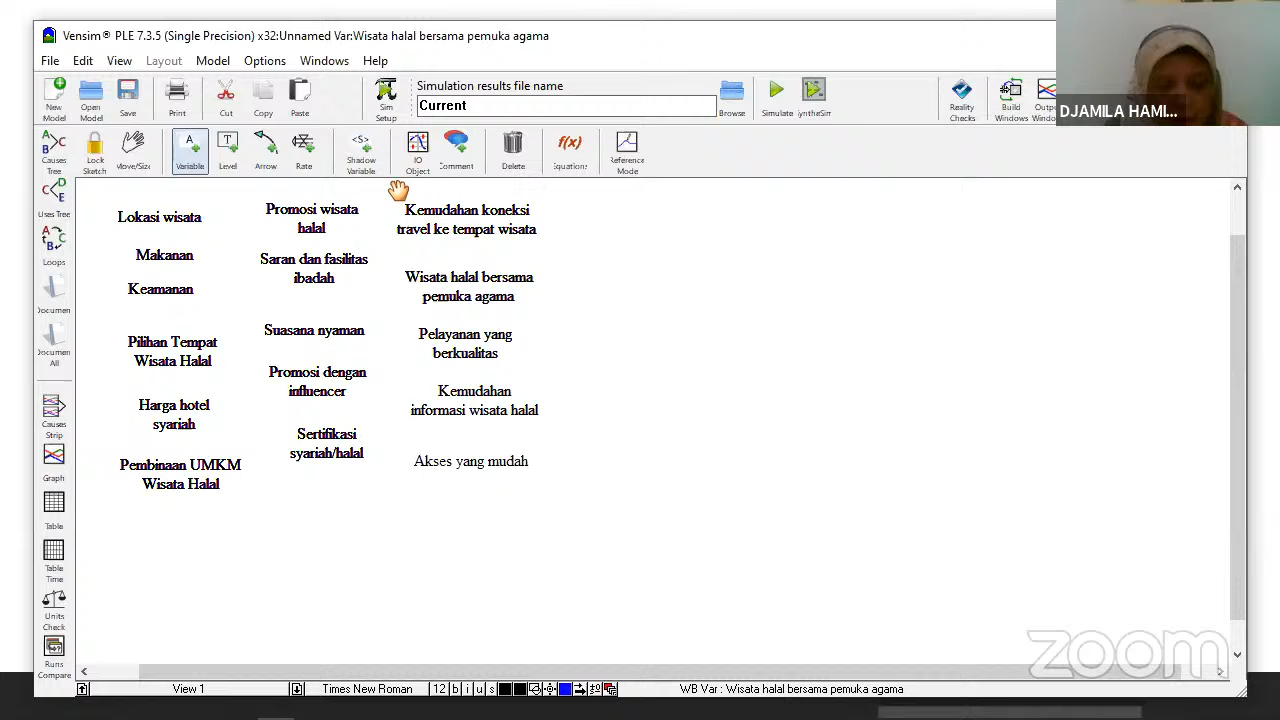 Vensim® PLE 7.3.5 (Single Precision) x32:Unnamed Var:Wisata halal bersama pemuka agama
File Edit View Layout Model Options Windows Help
New Model
Open Model
Save
Print
Cut
Copy
Paste
Sim Setup
Simulation results file name
Current
Browse
Simulate
Reality Checks
Build Windows
DJAMILA HAMI...
Causes Tree
Lock Sketch
Move/Size
Variable
Level
Arrow
Rate
Shadow Variable
IO Object
Comment
Delete
f(x)
Equations
Reference Mode
Uses Tree
Loops
Documen
Documen All
Causes Strip
Graph
Table
Table Time
Units Check
Runs Compare
Lokasi wisata
Makanan
Keamanan
Pilihan Tempat
Wisata Halal
Harga hotel
syariah
Pembinaan UMKM
Wisata Halal
Promosi wisata
halal
Saran dan fasilitas
ibadah
Suasana nyaman
Promosi dengan
influencer
Sertifikasi
syariah/halal
Kemudahan koneksi
travel ke tempat wisata
Wisata halal bersama
pemuka agama
Pelayanan yang
berkualitas
Kemudahan
informasi wisata halal
Akses yang mudah
zoom
View 1
Times New Roman
12 b i u s
WB Var : Wisata halal bersama pemuka agama